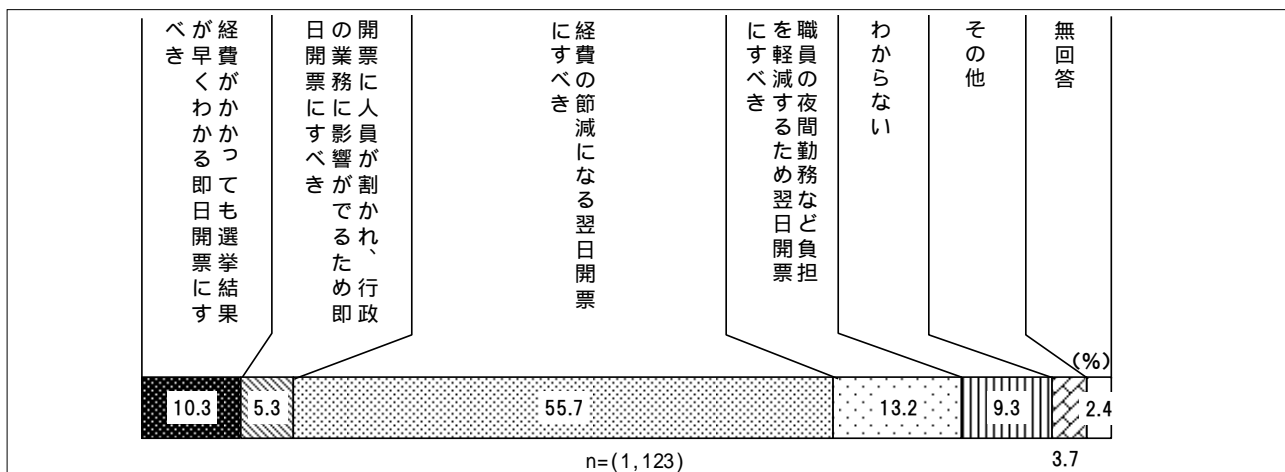 経費がかかっても選挙結果
が早くわかる即日開票にす
べき
開票に人員が割かれ、行政
の業務に影響がでるため即
日開票にすべき
経費の節減になる翌日開票
にすべき
職員の夜間勤務など負担
を軽減するため翌日開票
にすべき
わからない
その他
無回答
(%)
10.3
5.3
55.7
13.2
9.3
2.4
n=(1,123)
3.7